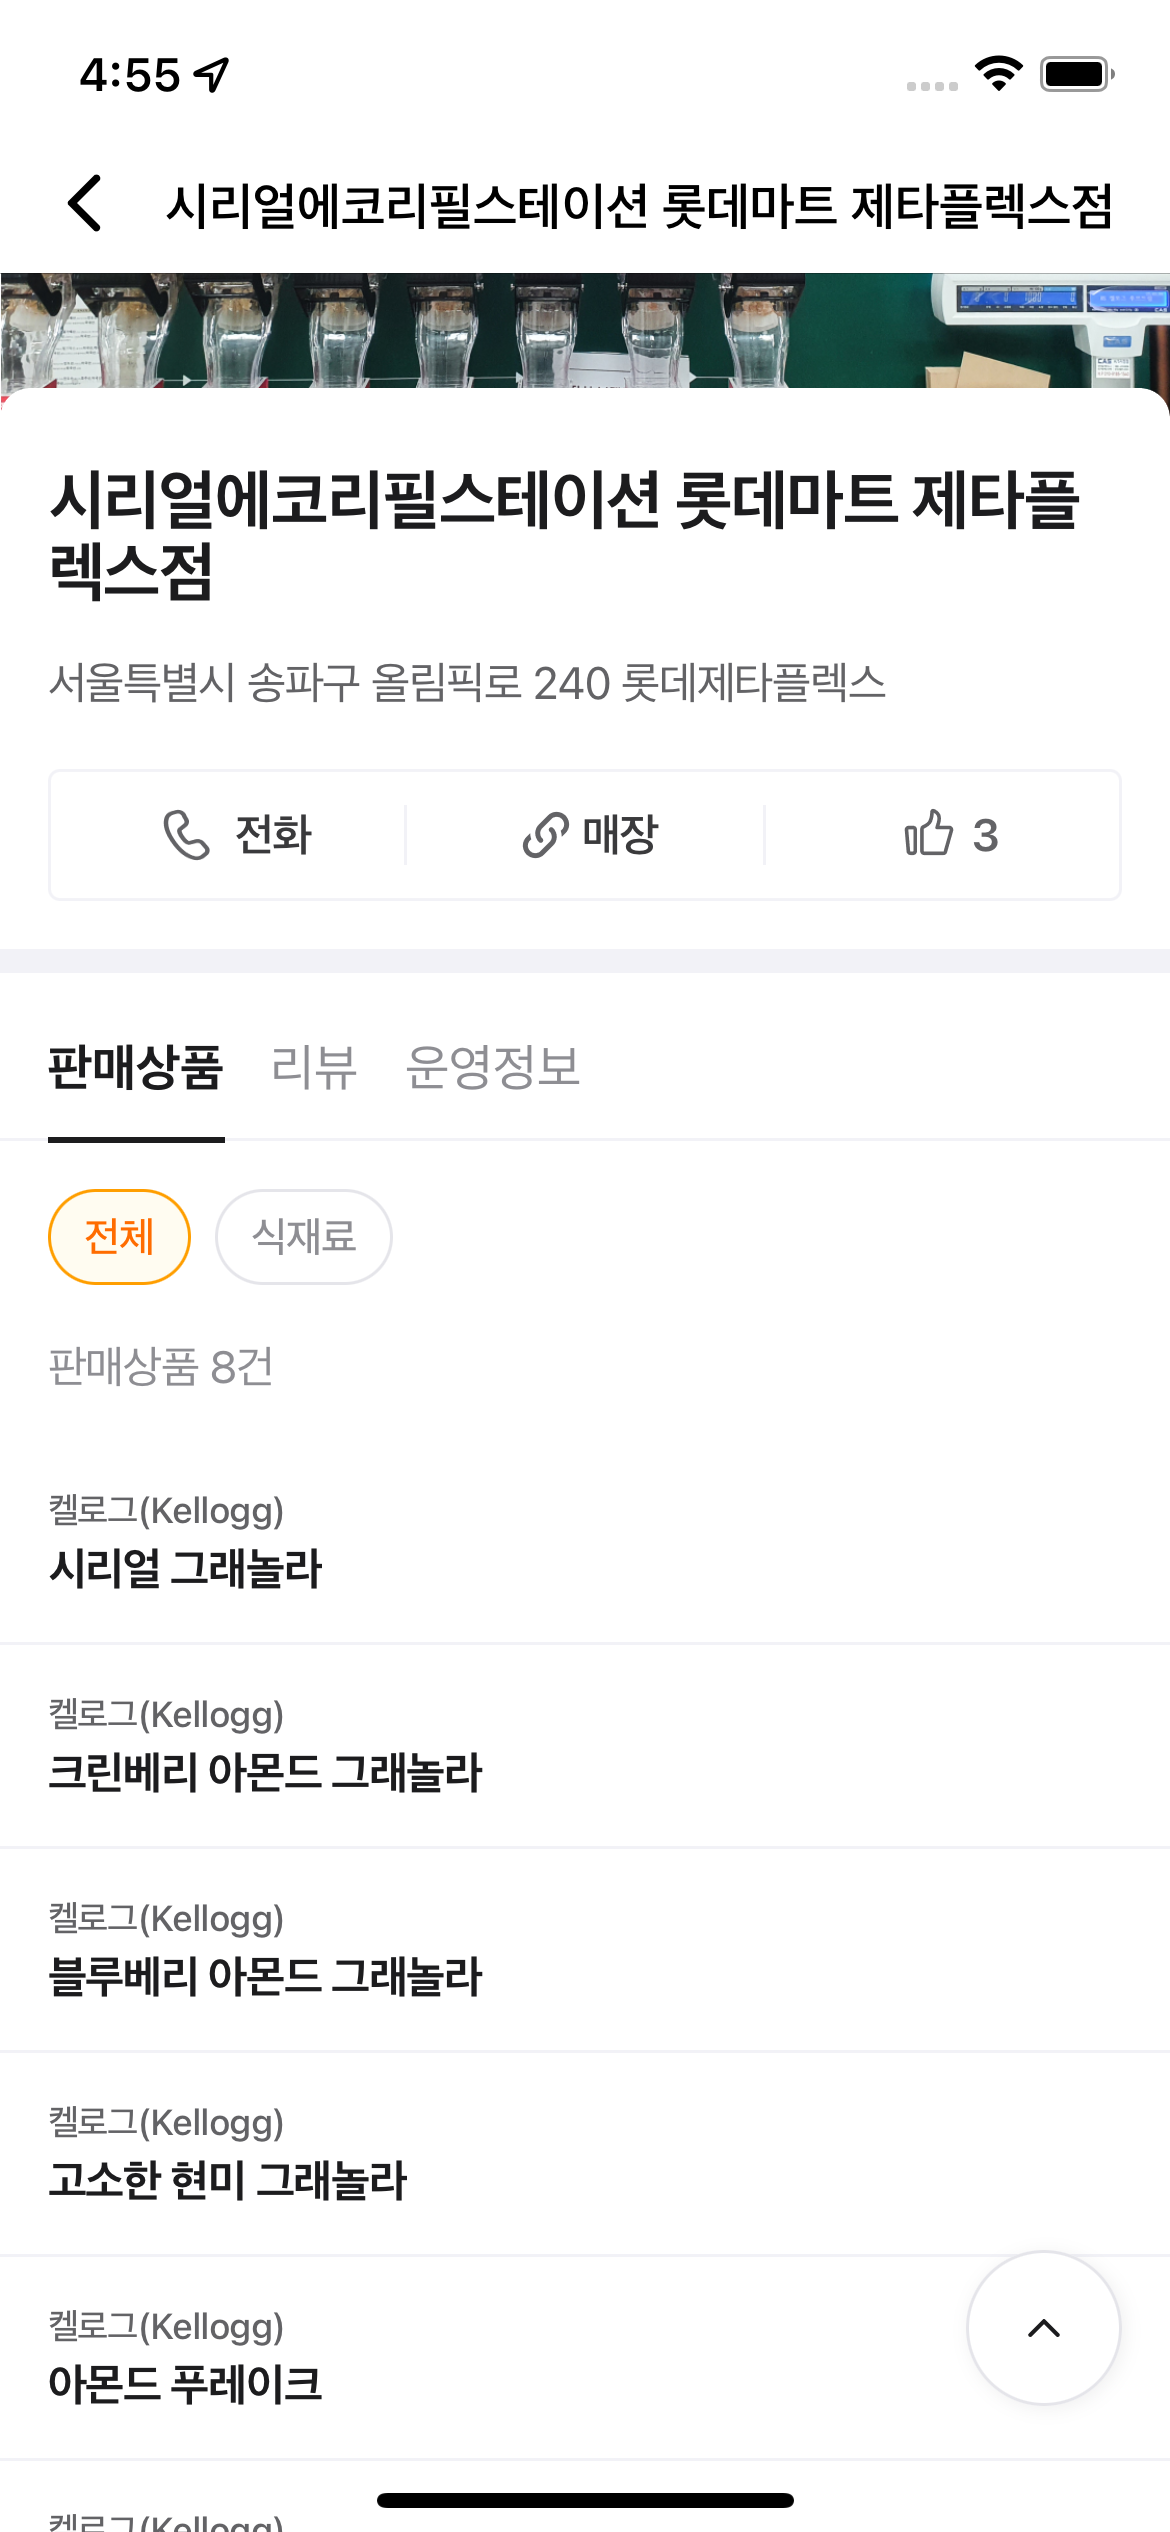 4:55
시리얼에코리필스테이션 롯데마트 제타플렉스점
시리얼에코리필스테이션 롯데마트 제타플
렉스점
서울특별시 송파구 올림픽로 240 롯데제타플렉스
전화
매장
3
판매상품
리뷰
운영정보
전체
식재료
판매상품 8건
켈로그(Kellogg)
시리얼 그래놀라
켈로그(Kellogg)
크린베리 아몬드 그래놀라
켈로그(Kellogg)
블루베리 아몬드 그래놀라
켈로그(Kellogg)
고소한 현미 그래놀라
켈로그(Kellogg)
아몬드 푸레이크
켈로그(Kellogg)